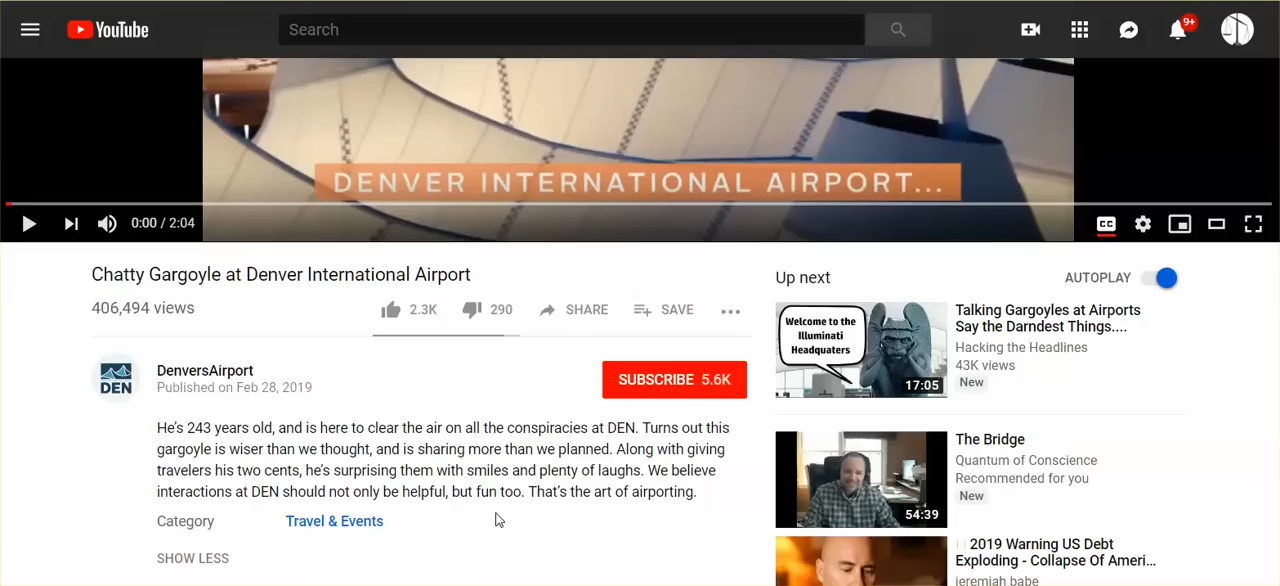 YouTube
Search
9+
DENVER INTERNATIONAL AIRPORT...
0:00 / 2:04
CC
Chatty Gargoyle at Denver International Airport
406,494 views
2.3K
290
SHARE
SAVE
DEN
DenversAirport
Published on Feb 28, 2019
SUBSCRIBE 5.6K
He's 243 years old, and is here to clear the air on all the conspiracies at DEN. Turns out this
gargoyle is wiser than we thought, and is sharing more than we planned. Along with giving
travelers his two cents, he's surprising them with smiles and plenty of laughs. We believe
interactions at DEN should not only be helpful, but fun too. That's the art of airporting.
Category
Travel & Events
SHOW LESS
Up next
AUTOPLAY
Welcome to the
Illuminati
Headquaters
17:05
Talking Gargoyles at Airports
Say the Darndest Things....
Hacking the Headlines
43K views
New
54:39
The Bridge
Quantum of Conscience
Recommended for you
New
2019 Warning US Debt
Exploding - Collapse Of Ameri...
jeremiah babe